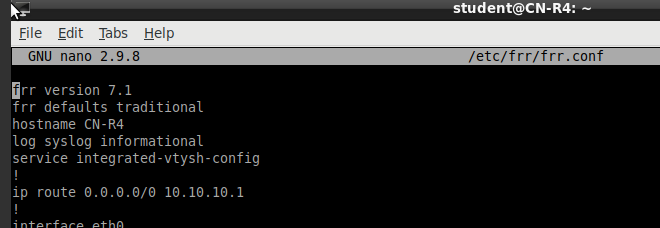 student@CN-R4: ~
File Edit Tabs Help
GNU nano 2.9.8 /etc/frr/frr.conf
frr version 7.1
frr defaults traditional
hostname CN-R4
log syslog informational
service integrated-vtysh-config
!
ip route 0.0.0.0/0 10.10.10.1
!
interface eth0